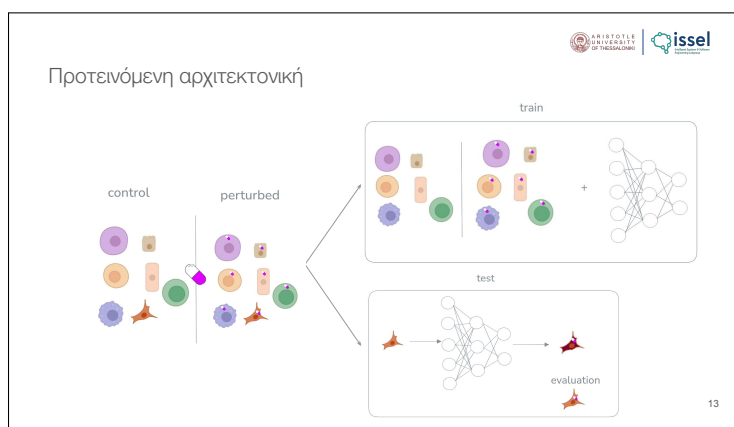 ARISTOTLE
UNIVERSITY
OF THESSALONIKI
issel
Προτεινόμενη αρχιτεκτονική
train
control
perturbed
+
test
evaluation
13